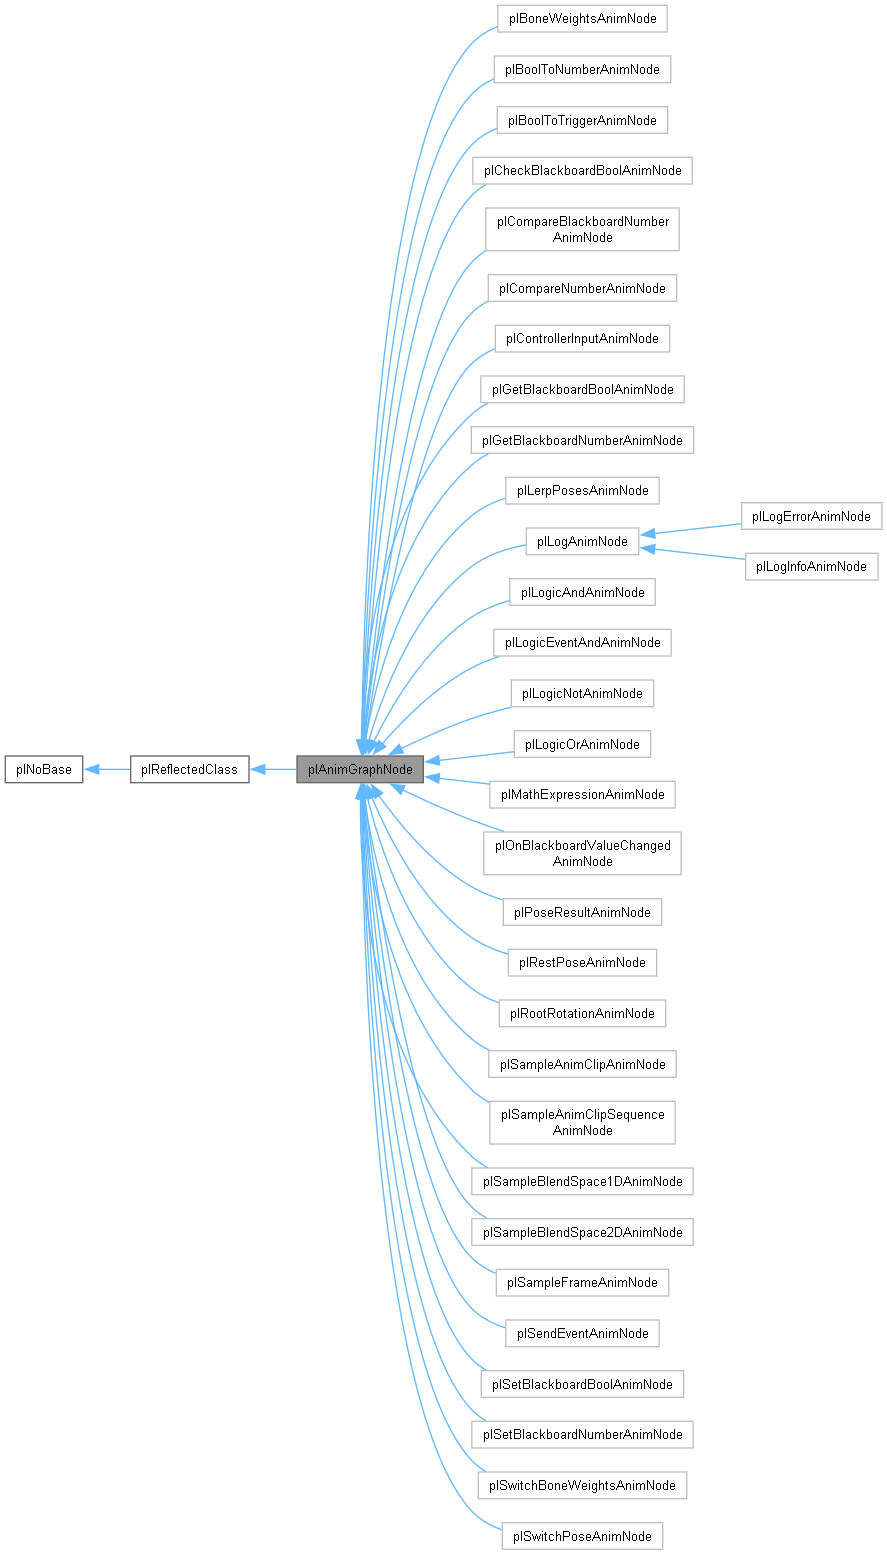 plBoneWeightsAnimNode
plBoolToNumberAnimNode
plBoolToTriggerAnimNode
plCheckBlackboardBoolAnimNode
plCompareBlackboardNumber
AnimNode
plCompareNumberAnimNode
plControllerInputAnimNode
plGetBlackboardBoolAnimNode
plGetBlackboardNumberAnimNode
plLerpPosesAnimNode
plLogAnimNode
plLogErrorAnimNode
plLogInfoAnimNode
plLogicAndAnimNode
plLogicEventAndAnimNode
plLogicNotAnimNode
plLogicOrAnimNode
plNoBase
plReflectedClass
plAnimGraphNode
plMathExpressionAnimNode
plOnBlackboardValueChanged
AnimNode
plPoseResultAnimNode
plRestPoseAnimNode
plRootRotationAnimNode
plSampleAnimClipAnimNode
plSampleAnimClipSequence
AnimNode
plSampleBlendSpace1DAnimNode
plSampleBlendSpace2DAnimNode
plSampleFrameAnimNode
plSendEventAnimNode
plSetBlackboardBoolAnimNode
plSetBlackboardNumberAnimNode
plSwitchBoneWeightsAnimNode
plSwitchPoseAnimNode